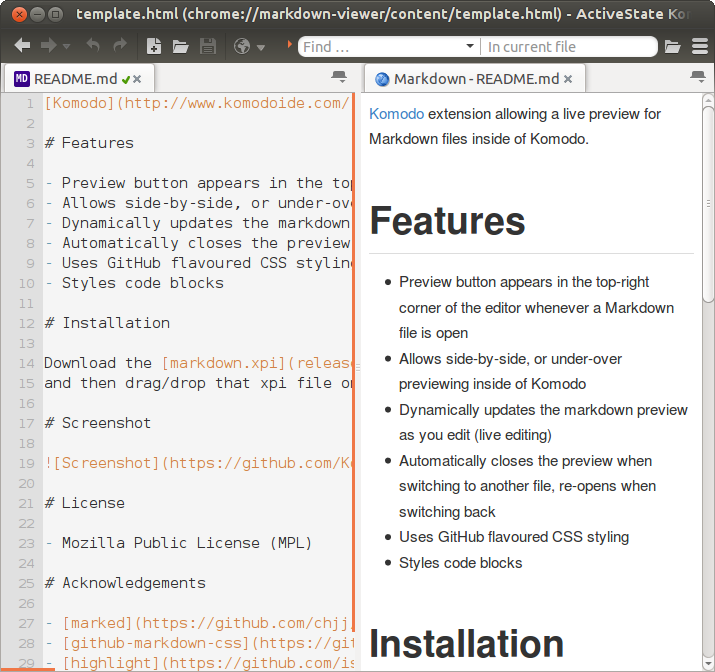 template.html (chrome://markdown-viewer/content/template.html) - ActiveState Ko
Find ...
In current file
MD README.md
Markdown - README.md
1 [Komodo](http://www.komodoide.com/
2
3 # Features
4
5 - Preview button appears in the top
6 - Allows side-by-side, or under-ove
7 - Dynamically updates the markdown
8 - Automatically closes the preview
9 - Uses GitHub flavoured CSS styling
10 - Styles code blocks
11
12 # Installation
13
14 Download the [markdown.xpi](releas
15 and then drag/drop that xpi file on
16
17 # Screenshot
18
19 ![Screenshot](https://github.com/Ko
20
21 # License
22
23 - Mozilla Public License (MPL)
24
25 # Acknowledgements
26
27 - [marked](https://github.com/chjj
28 - [github-markdown-css](https://git
29 - [highlight](https://github.com/is
Komodo extension allowing a live preview for
Markdown files inside of Komodo.
Features
Preview button appears in the top-right
corner of the editor whenever a Markdown
file is open
Allows side-by-side, or under-over
previewing inside of Komodo
Dynamically updates the markdown preview
as you edit (live editing)
Automatically closes the preview when
switching to another file, re-opens when
switching back
Uses GitHub flavoured CSS styling
Styles code blocks
Installation